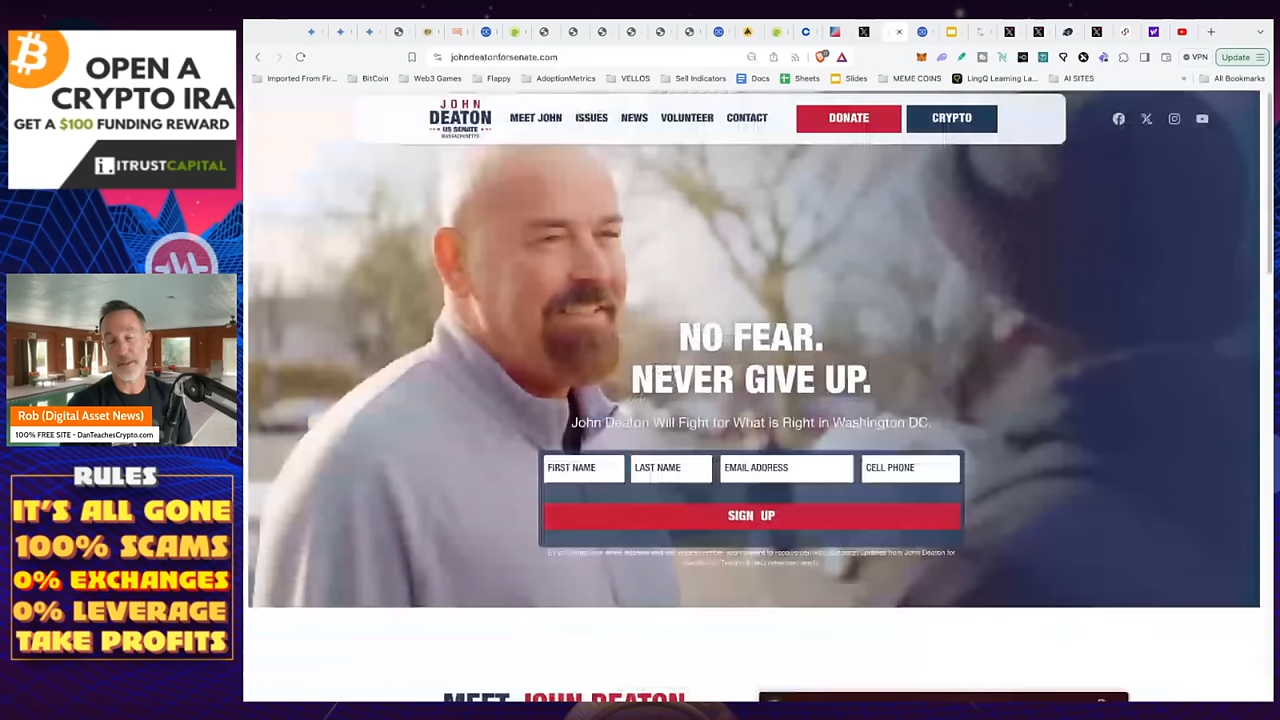 OPEN A
CRYPTO IRA
GET A $100 FUNDING REWARD
i. ITRUSTCAPITAL
Rob (Digital Asset News)
100% FREE SITE - DanTeachesCrypto.com
RULES
IT'S ALL GONE
100% SCAMS
0% EXCHANGES
0% LEVERAGE
TAKE PROFITS
johndeatonforsenate.com
VPN
Update
Imported From Fir...
BitCoin
Web3 Games
Flappy
AdoptionMetrics
VELLOS
Sell Indicators
Docs
Sheets
Slides
MEME COINS
LingQ Learning La...
AI SITES
»
All Bookmarks
JOHN
DEATON
US SENATE
MASSACHUSETTS
MEET JOHN
ISSUES
NEWS
VOLUNTEER
CONTACT
DONATE
CRYPTO
NO FEAR.
NEVER GIVE UP.
John Deaton Will Fight for What is Right in Washington DC.
FIRST NAME
LAST NAME
EMAIL ADDRESS
CELL PHONE
SIGN UP
MEET JOHN DEATON